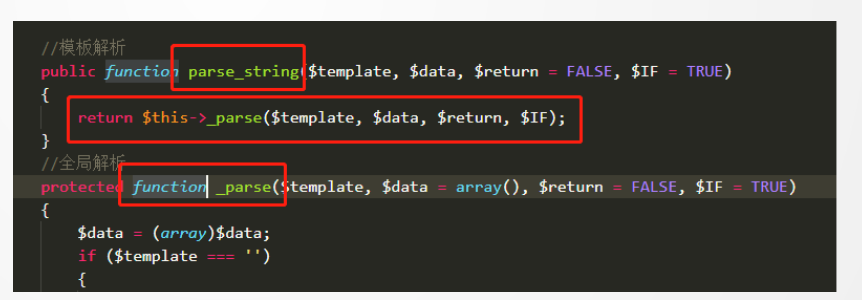 //模板解析
public function parse_string($template, $data, $return = FALSE, $IF = TRUE)
{
return $this->_parse($template, $data, $return, $IF);
}
//全局解析
protected function _parse($template, $data = array(), $return = FALSE, $IF = TRUE)
{
$data = (array)$data;
if ($template === '')
{